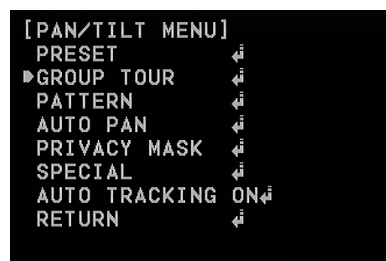 [PAN/TILT MENU]
PRESET ↲
▶GROUP TOUR ↲
PATTERN ↲
AUTO PAN ↲
PRIVACY MASK ↲
SPECIAL ↲
AUTO TRACKING ON↲
RETURN ↲